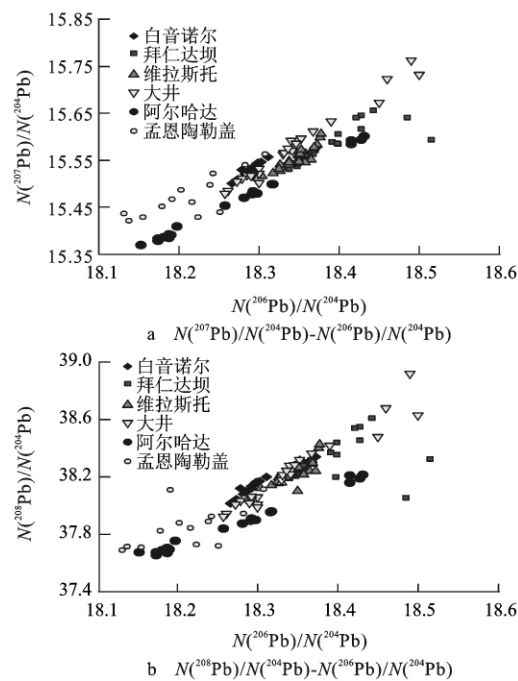 15.85
15.75
15.65
15.55
15.45
15.35
15.25
N(²⁰⁷Pb)/N(²⁰⁴Pb)
白音诺尔
拜仁达坝
维拉斯托
大井
阿尔哈达
孟恩陶勒盖
18.1 18.2 18.3 18.4 18.5 18.6
N(²⁰⁶Pb)/N(²⁰⁴Pb)
a N(²⁰⁷Pb)/N(²⁰⁴Pb)-N(²⁰⁶Pb)/N(²⁰⁴Pb)
39.0
38.6
38.2
37.8
37.4
N(²⁰⁸Pb)/N(²⁰⁴Pb)
白音诺尔
拜仁达坝
维拉斯托
大井
阿尔哈达
孟恩陶勒盖
18.1 18.2 18.3 18.4 18.5 18.6
N(²⁰⁶Pb)/N(²⁰⁴Pb)
b N(²⁰⁸Pb)/N(²⁰⁴Pb)-N(²⁰⁶Pb)/N(²⁰⁴Pb)